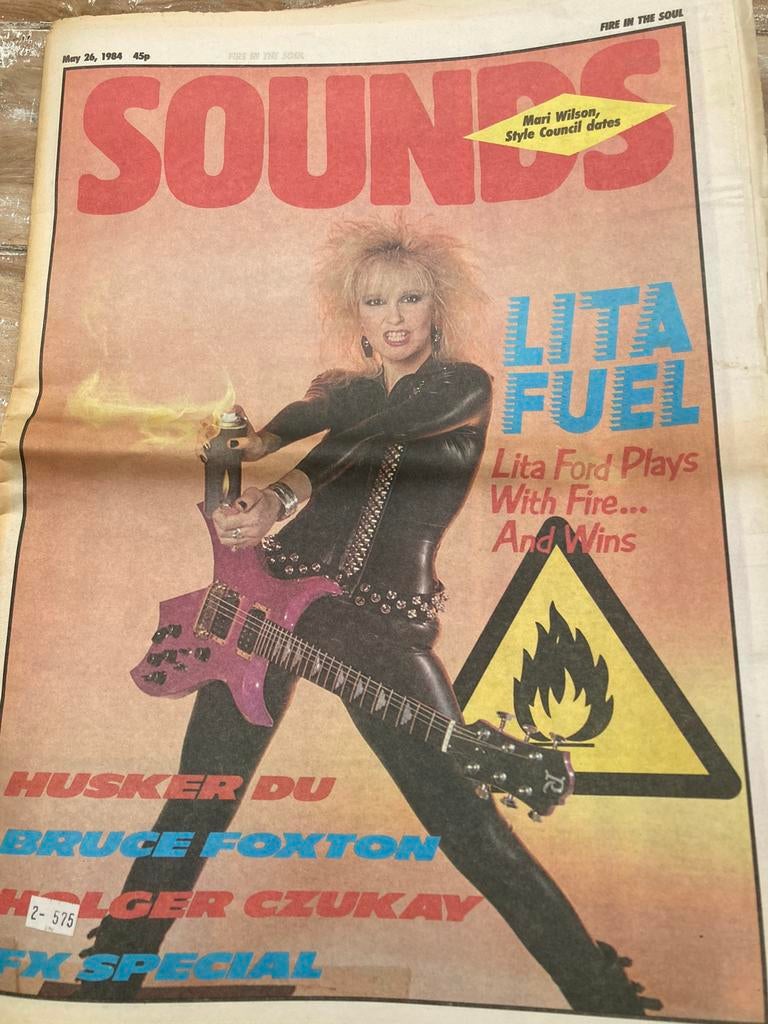 FIRE IN THE SOUL
May 26, 1984 45p
FIRE IN THE SOUL
SOUNDS
Mari Wilson,
Style Council dates
LITA
FUEL
Lita Ford Plays
With Fire...
And Wins
HUSKER DU
BRUCE FOXTON
HOLGER CZUKAY
2- 575
FX SPECIAL